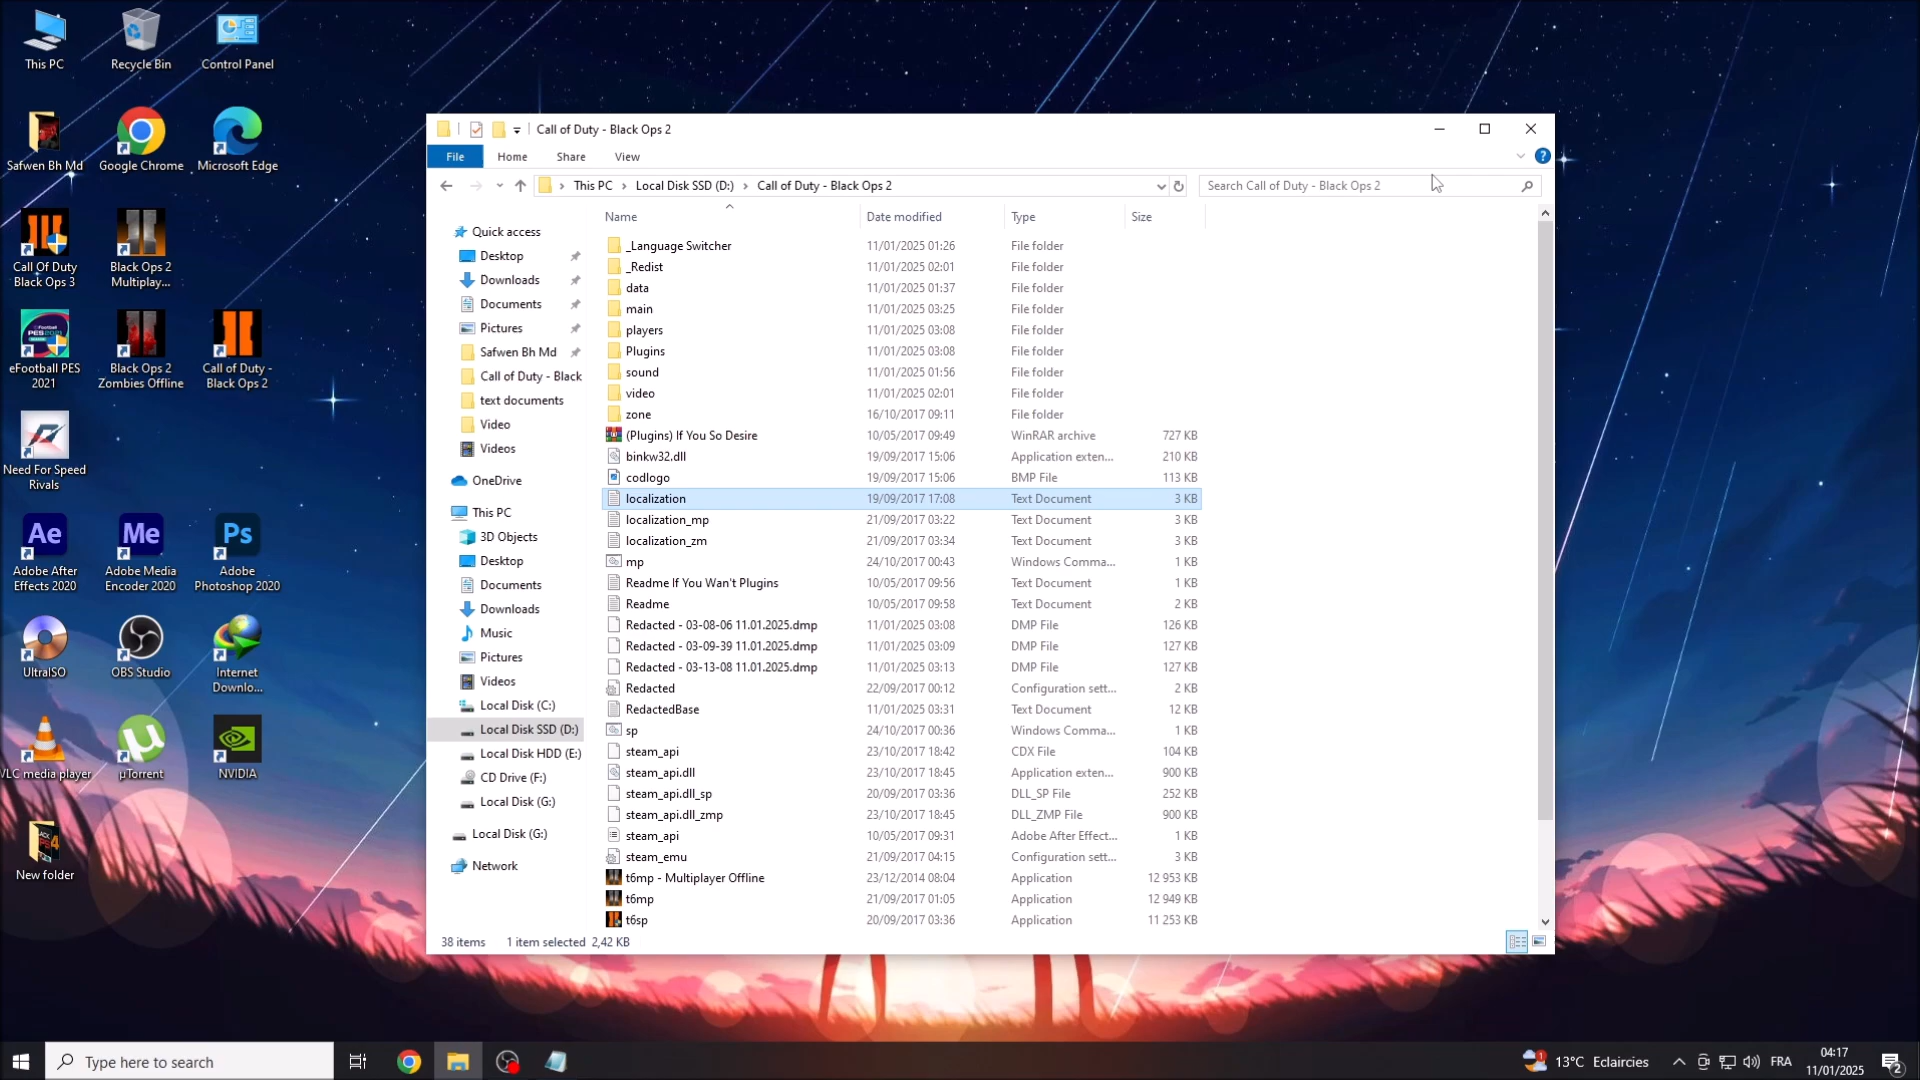 This PC
Recycle Bin
Control Panel
Safwen Bh Md
Google Chrome
Microsoft Edge
Call Of Duty
Black Ops 3
Black Ops 2
Multiplay...
eFootball PES
2021
Black Ops 2
Zombies Offline
Call of Duty -
Black Ops 2
Need For Speed
Rivals
Ae
Adobe After
Effects 2020
Me
Adobe Media
Encoder 2020
Ps
Adobe
Photoshop 2020
UltraISO
OBS Studio
Internet
Downlo...
VLC media player
µTorrent
NVIDIA
New folder
Call of Duty - Black Ops 2
File Home Share View
This PC Local Disk SSD (D:) Call of Duty - Black Ops 2
Search Call of Duty - Black Ops 2
Quick access
Desktop
Downloads
Documents
Pictures
Safwen Bh Md
Call of Duty - Black
text documents
Video
Videos
OneDrive
This PC
3D Objects
Desktop
Documents
Downloads
Music
Pictures
Videos
Local Disk (C:)
Local Disk SSD (D:)
Local Disk HDD (E:)
CD Drive (F:)
Local Disk (G:)
Local Disk (G:)
Network
Name Date modified Type Size
_Language Switcher 11/01/2025 01:26 File folder
_Redist 11/01/2025 02:01 File folder
data 11/01/2025 01:37 File folder
main 11/01/2025 03:25 File folder
players 11/01/2025 03:08 File folder
Plugins 11/01/2025 03:08 File folder
sound 11/01/2025 01:56 File folder
video 11/01/2025 02:01 File folder
zone 16/10/2017 09:11 File folder
(Plugins) If You So Desire 10/05/2017 09:49 WinRAR archive 727 KB
binkw32.dll 19/09/2017 15:06 Application exten... 210 KB
codlogo 19/09/2017 15:06 BMP File 113 KB
localization 19/09/2017 17:08 Text Document 3 KB
localization_mp 21/09/2017 03:22 Text Document 3 KB
localization_zm 21/09/2017 03:34 Text Document 3 KB
mp 24/10/2017 00:43 Windows Comma... 1 KB
Readme If You Wan't Plugins 10/05/2017 09:56 Text Document 1 KB
Readme 10/05/2017 09:58 Text Document 2 KB
Redacted - 03-08-06 11.01.2025.dmp 11/01/2025 03:08 DMP File 126 KB
Redacted - 03-09-39 11.01.2025.dmp 11/01/2025 03:09 DMP File 127 KB
Redacted - 03-13-08 11.01.2025.dmp 11/01/2025 03:13 DMP File 127 KB
Redacted 22/09/2017 00:12 Configuration sett... 2 KB
RedactedBase 11/01/2025 03:31 Text Document 12 KB
sp 24/10/2017 00:36 Windows Comma... 1 KB
steam_api 23/10/2017 18:42 CDX File 104 KB
steam_api.dll 23/10/2017 18:45 Application exten... 900 KB
steam_api.dll_sp 20/09/2017 03:36 DLL_SP File 252 KB
steam_api.dll_zmp 23/10/2017 18:45 DLL_ZMP File 900 KB
steam_api 10/05/2017 09:31 Adobe After Effect... 1 KB
steam_emu 21/09/2017 04:15 Configuration sett... 3 KB
t6mp - Multiplayer Offline 23/12/2014 08:04 Application 12 953 KB
t6mp 21/09/2017 01:05 Application 12 949 KB
t6sp 20/09/2017 03:36 Application 11 253 KB
38 items 1 item selected 2,42 KB
Type here to search
13°C Eclaircies
FRA
04:17
11/01/2025
2